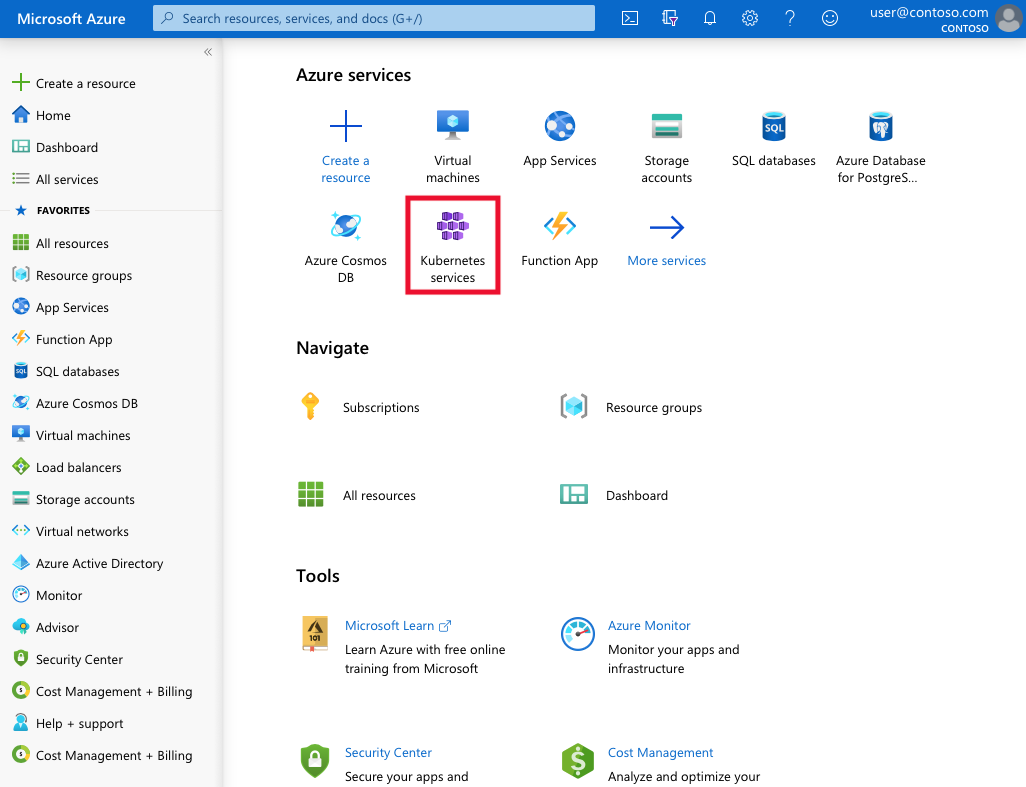 Microsoft Azure
Search resources, services, and docs (G+/)
user@contoso.com
CONTOSO
«
Create a resource
Home
Dashboard
All services
FAVORITES
All resources
Resource groups
App Services
Function App
SQL databases
Azure Cosmos DB
Virtual machines
Load balancers
Storage accounts
Virtual networks
Azure Active Directory
Monitor
Advisor
Security Center
Cost Management + Billing
Help + support
Cost Management + Billing
Azure services
Create a
resource
Virtual
machines
App Services
Storage
accounts
SQL
SQL databases
Azure Database
for PostgreS...
Azure Cosmos
DB
Kubernetes
services
Function App
More services
Navigate
Subscriptions
Resource groups
All resources
Dashboard
Tools
101
Microsoft Learn
Learn Azure with free online
training from Microsoft
Azure Monitor
Monitor your apps and
infrastructure
Security Center
Secure your apps and
$
Cost Management
Analyze and optimize your